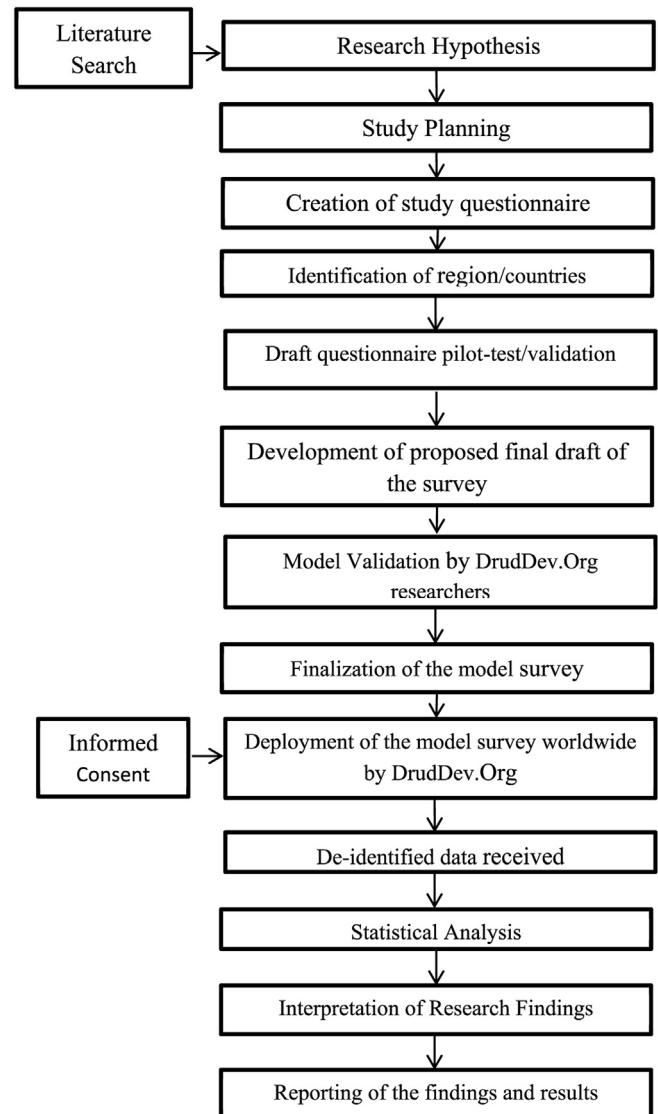 Literature
Search
Research Hypothesis
Study Planning
Creation of study questionnaire
Identification of region/countries
Draft questionnaire pilot-test/validation
Development of proposed final draft of
the survey
Model Validation by DrudDev.Org
researchers
Finalization of the model survey
Informed
Consent
Deployment of the model survey worldwide
by DrudDev.Org
De-identified data received
Statistical Analysis
Interpretation of Research Findings
Reporting of the findings and results